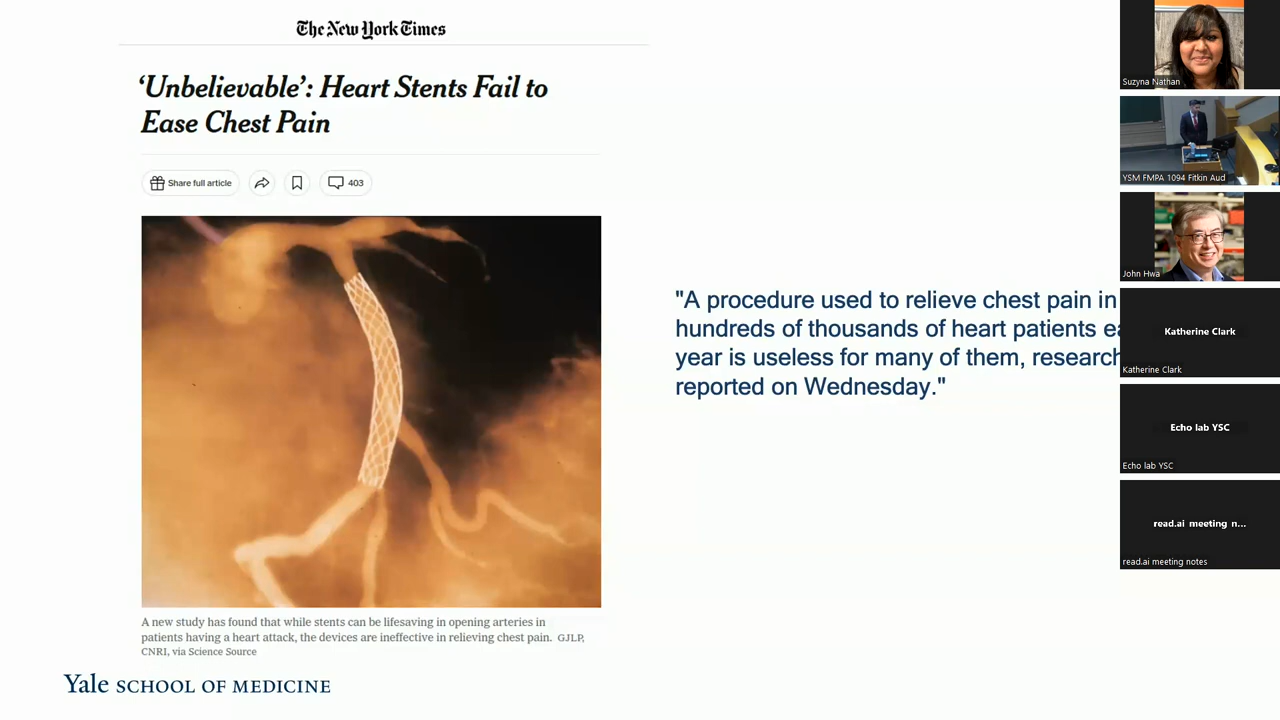 The New York Times
‘Unbelievable’: Heart Stents Fail to
Ease Chest Pain
Share full article
403
A new study has found that while stents can be lifesaving in opening arteries in
patients having a heart attack, the devices are ineffective in relieving chest pain. GJLP,
CNRI, via Science Source
"A procedure used to relieve chest pain in
hundreds of thousands of heart patients
year is useless for many of them,
reported on Wednesday."
Yale SCHOOL OF MEDICINE
Suzyna Nathan
YSM FMPA 1094 Fitkin Aud
John Hwa
Katherine Clark
Katherine Clark
Echo lab YSC
Echo lab YSC
read.ai meeting n...
read.ai meeting notes